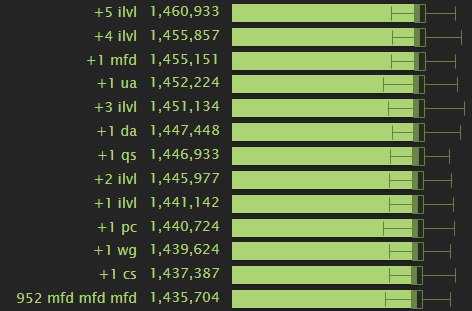 +5 ilvl 1,460,933
+4 ilvl 1,455,857
+1 mfd 1,455,151
+1 ua 1,452,224
+3 ilvl 1,451,134
+1 da 1,447,448
+1 qs 1,446,933
+2 ilvl 1,445,977
+1 ilvl 1,441,142
+1 pc 1,440,724
+1 wg 1,439,624
+1 cs 1,437,387
952 mfd mfd mfd 1,435,704